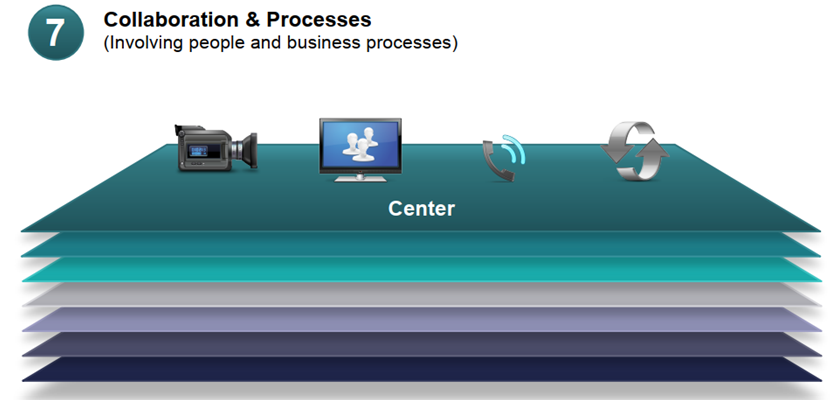 7
Collaboration & Processes
(Involving people and business processes)
Center